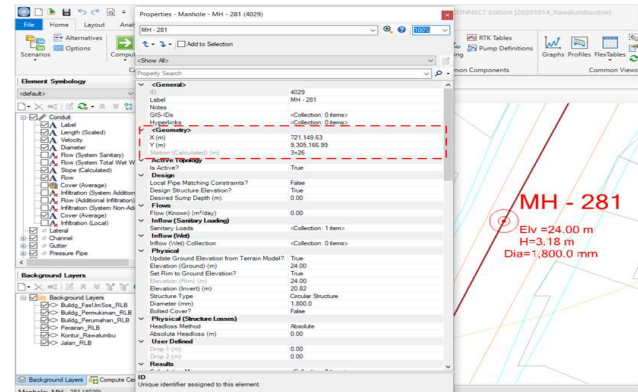 CONNECT Edition [20201014_Rawalumbu.stsw]
File Home Layout Anal
Scenarios
Alternatives
Options
Comput
RTK Tables
Pump Definitions
mon Components
Graphs Profiles FlexTables
Common Views
Element Symbology
<default>
Conduit
Label
Length (Scaled)
Velocity
Diameter
Flow (System Sanitary)
Flow (System Total Wet W
Slope (Calculated)
Flow
Cover (Average)
Infiltration (System Addition
Flow (Additional Infiltration)
Infiltration (System Non-Ad
Cover (Average)
Infiltration (Local)
Lateral
Channel
Gutter
Pressure Pipe
Background Layers
Background Layers
Buildg_FasUmSos_RLB
Buildg_Permukiman_RLB
Buildg_Perumahan_RLB
Perairan_RLB
Kontur_Rawalumbu
Jalan_RLB
Background Layers Compute Ce
Manhole: MH - 281 (4029)
Properties - Manhole - MH - 281 (4029)
MH - 281
100%
Add to Selection
<Show All>
Property Search
<General>
ID 4029
Label MH - 281
Notes
GIS-IDs <Collection: 0 items>
Hyperlinks <Collection: 0 items>
<Geometry>
X (m) 721,149.63
Y (m) 9,305,166.99
Station (Calculated) (m) 3+26
Active Topology
Is Active? True
Design
Local Pipe Matching Constraints? False
Design Structure Elevation? True
Desired Sump Depth (m) 0.00
Flows
Flow (Known) (m³/day) 0.00
Inflow (Sanitary Loading)
Sanitary Loads <Collection: 1 item>
Inflow (Wet)
Inflow (Wet) Collection <Collection: 0 items>
Physical
Update Ground Elevation from Terrain Model? True
Elevation (Ground) (m) 24.00
Set Rim to Ground Elevation? True
Elevation (Rim) (m) 24.00
Elevation (Invert) (m) 20.82
Structure Type Circular Structure
Diameter (mm) 1,800.0
Bolted Cover? False
Physical (Structure Losses)
Headloss Method Absolute
Absolute Headloss (m) 0.00
User Defined
Drop 1 (m) 0.00
Drop 2 (m) 0.00
Results
ID
Unique identifier assigned to this element.
MH - 281
Elv =24.00 m
H=3.18 m
Dia=1,800.0 mm